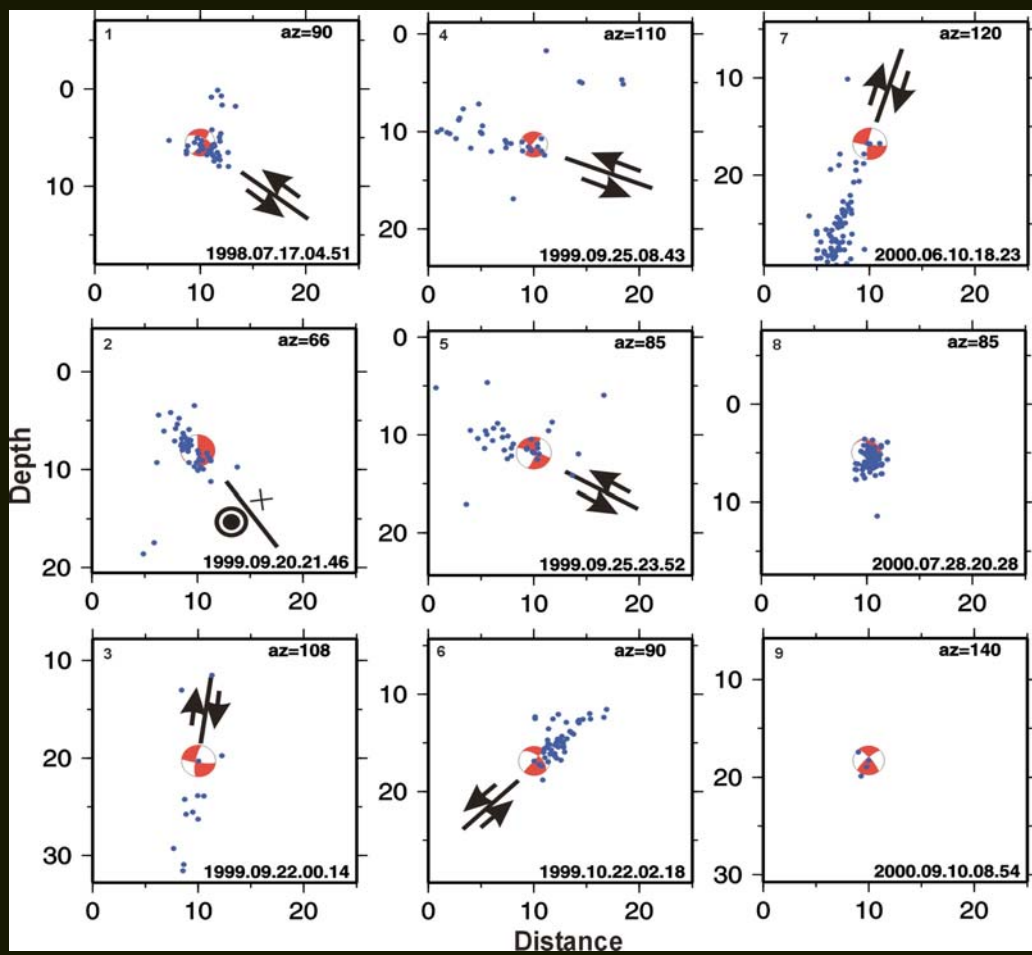 1 az=90
0
10
1998.07.17.04.51
0 10 20
4 az=110
0
10
20
1999.09.25.08.43
0 10 20
7 az=120
10
20
2000.06.10.18.23
0 10 20
2 az=66
0
10
20
1999.09.20.21.46
0 10 20
5 az=85
0
10
20
1999.09.25.23.52
0 10 20
8 az=85
0
10
2000.07.28.20.28
0 10 20
3 az=108
10
20
30
1999.09.22.00.14
0 10 20
6 az=90
10
20
1999.10.22.02.18
0 10 20
9 az=140
10
20
30
2000.09.10.08.54
0 10 20
Depth
Distance